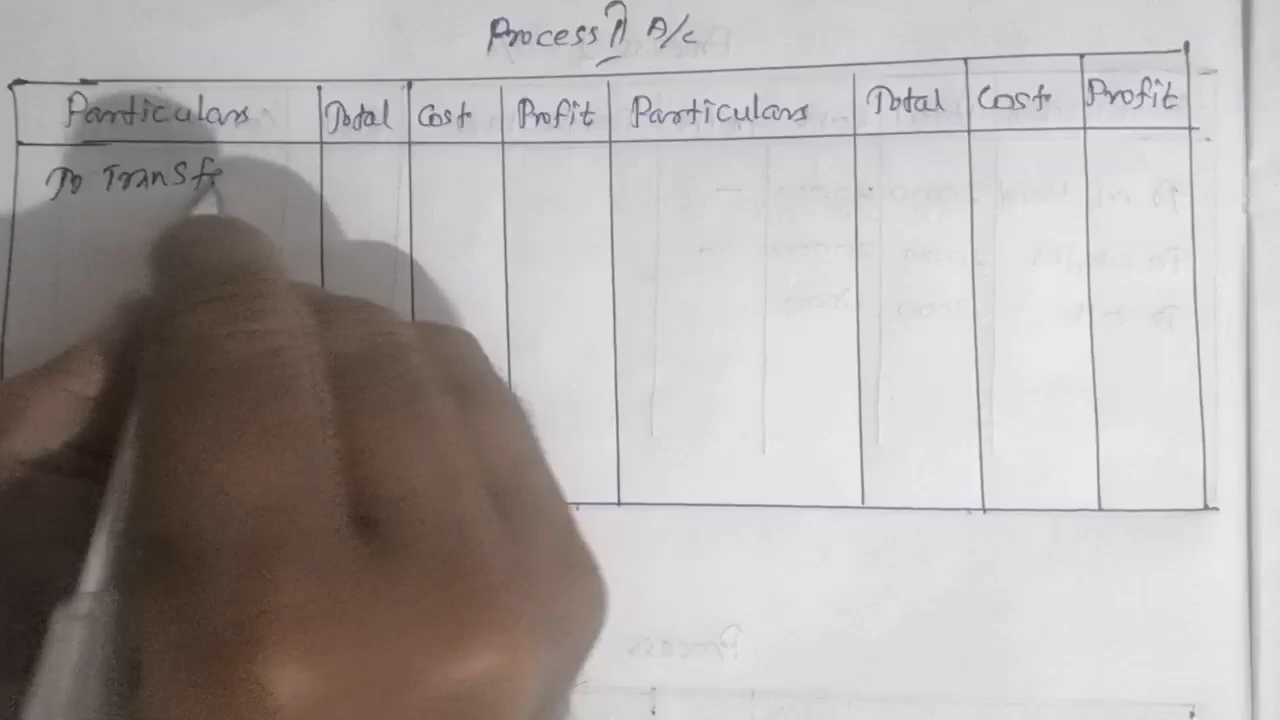 Process II A/c
Particulars Total Cost Profit Particulars Total Cost Profit
To Transfe